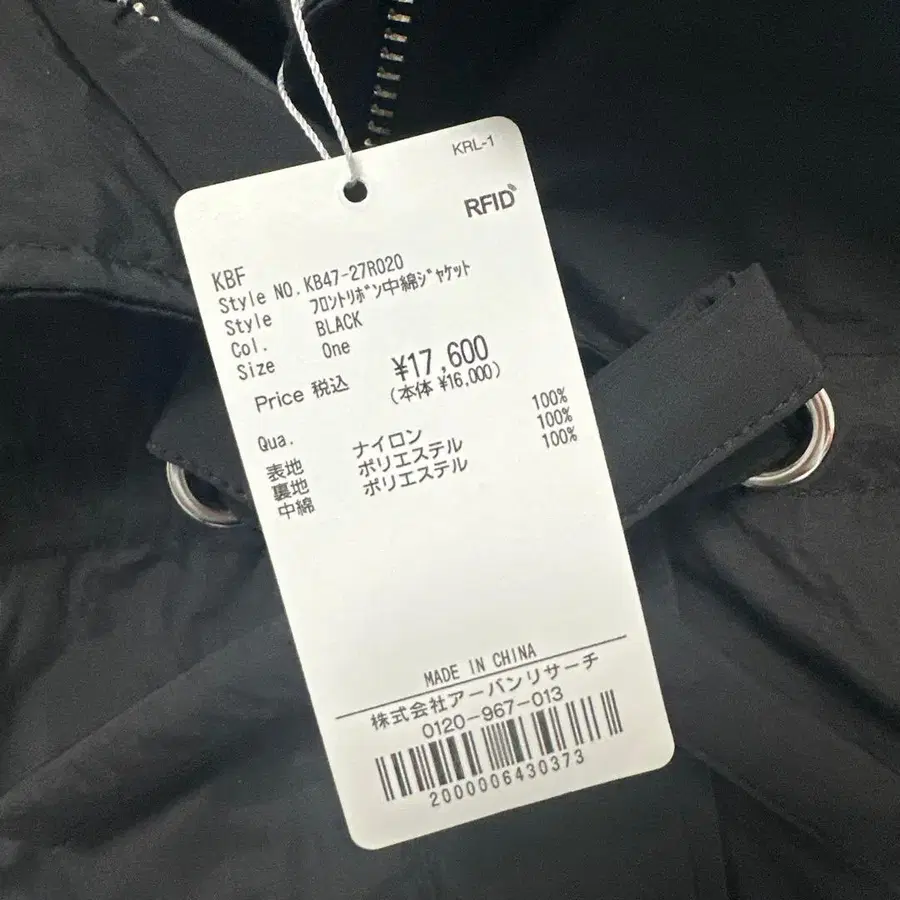 KRL-1
RFID
KBF
Style NO. KB47-27R020
Style フロントリボン中綿ジャケット
Col. BLACK
Size One
Price 税込 ¥17,600
(本体 ¥16,000)
Qua.
表地 ナイロン 100%
裏地 ポリエステル 100%
中綿 ポリエステル 100%
MADE IN CHINA
株式会社アーバンリサーチ
0120-967-013
2000006430373